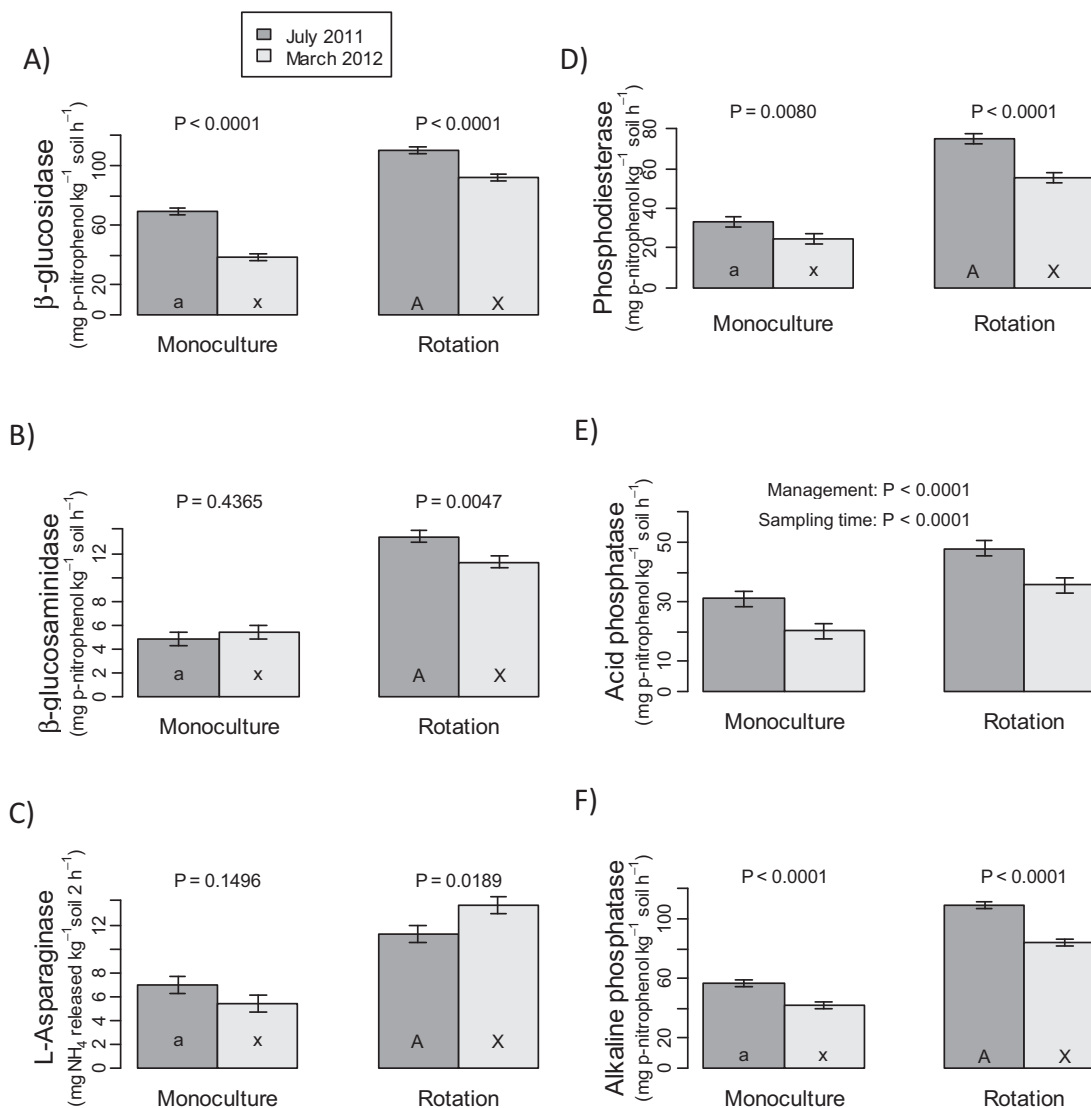 July 2011
March 2012
A)
β-glucosidase
(mg p-nitrophenol kg⁻¹ soil h⁻¹)
0 20 60 100
P < 0.0001
P < 0.0001
a x
A X
Monoculture
Rotation
D)
Phosphodiesterase
(mg p-nitrophenol kg⁻¹ soil h⁻¹)
0 20 40 60 80
P = 0.0080
P < 0.0001
a x
A X
Monoculture
Rotation
B)
β-glucosaminidase
(mg p-nitrophenol kg⁻¹ soil h⁻¹)
0 2 4 6 8 12
P = 0.4365
P = 0.0047
a x
A X
Monoculture
Rotation
E)
Acid phosphatase
(mg p-nitrophenol kg⁻¹ soil h⁻¹)
0 10 30 50
Management: P < 0.0001
Sampling time: P < 0.0001
Monoculture
Rotation
C)
L-Asparaginase
(mg NH₄ released kg⁻¹ soil 2 h⁻¹)
0 2 4 6 8 12
P = 0.1496
P = 0.0189
a x
A X
Monoculture
Rotation
F)
Alkaline phosphatase
(mg p-nitrophenol kg⁻¹ soil h⁻¹)
0 20 60 100
P < 0.0001
P < 0.0001
a x
A X
Monoculture
Rotation